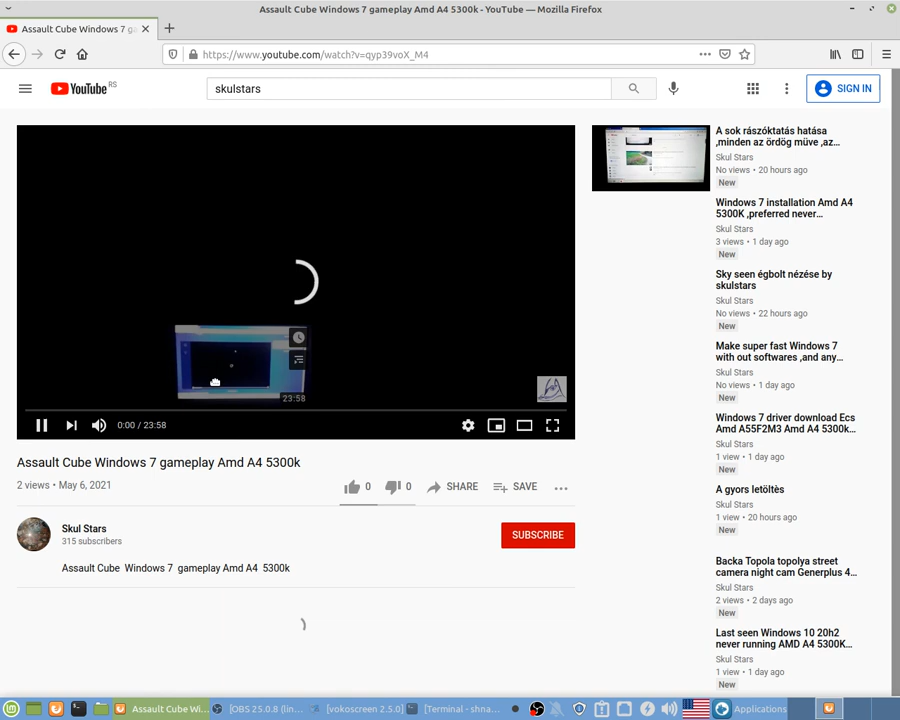 Assault Cube Windows 7 gameplay Amd A4 5300k - YouTube — Mozilla Firefox
Assault Cube Windows 7 ga
https://www.youtube.com/watch?v=qyp39voX_M4
YouTube RS
skulstars
SIGN IN
23:58
0:00 / 23:58
Assault Cube Windows 7 gameplay Amd A4 5300k
2 views • May 6, 2021
0
0
SHARE
SAVE
Skul Stars
315 subscribers
SUBSCRIBE
Assault Cube Windows 7 gameplay Amd A4 5300k
A sok rászóktatás hatása
,minden az ördög müve ,az...
Skul Stars
No views • 20 hours ago
New
Windows 7 installation Amd A4
5300K ,preferred never...
Skul Stars
3 views • 1 day ago
New
Sky seen égbolt nézése by
skulstars
Skul Stars
No views • 22 hours ago
New
Make super fast Windows 7
with out softwares ,and any...
Skul Stars
No views • 1 day ago
New
Windows 7 driver download Ecs
Amd A55F2M3 Amd A4 5300k...
Skul Stars
1 view • 1 day ago
New
A gyors letöltès
Skul Stars
1 view • 20 hours ago
New
Backa Topola topolya street
camera night cam Generplus 4...
Skul Stars
2 views • 2 days ago
New
Last seen Windows 10 20h2
never running AMD A4 5300K...
Skul Stars
1 view • 1 day ago
New
Assault Cube Wi...
[OBS 25.0.8 (lin...
[vokoscreen 2.5.0]
[Terminal - shna...
Applications